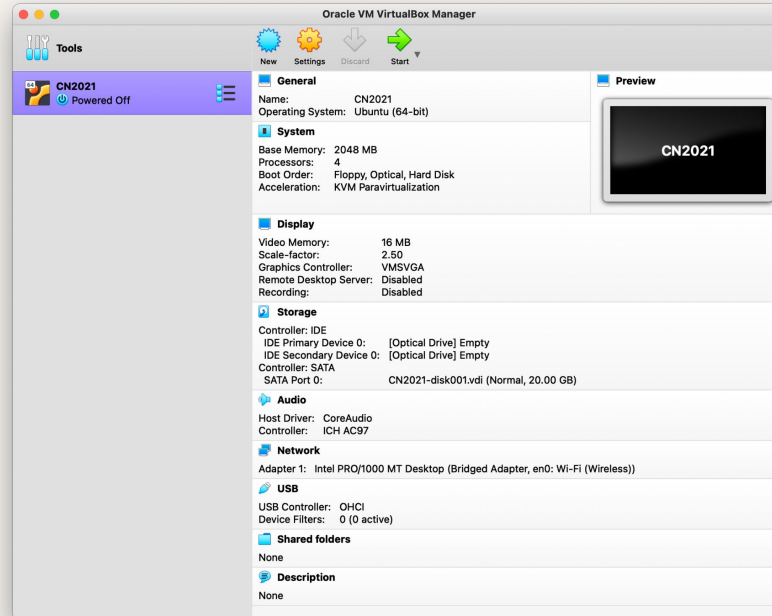 Oracle VM VirtualBox Manager
Tools
New
Settings
Discard
Start
64
CN2021
Powered Off
General
Name: CN2021
Operating System: Ubuntu (64-bit)
Preview
CN2021
System
Base Memory: 2048 MB
Processors: 4
Boot Order: Floppy, Optical, Hard Disk
Acceleration: KVM Paravirtualization
Display
Video Memory: 16 MB
Scale-factor: 2.50
Graphics Controller: VMSVGA
Remote Desktop Server: Disabled
Recording: Disabled
Storage
Controller: IDE
IDE Primary Device 0: [Optical Drive] Empty
IDE Secondary Device 0: [Optical Drive] Empty
Controller: SATA
SATA Port 0: CN2021-disk001.vdi (Normal, 20.00 GB)
Audio
Host Driver: CoreAudio
Controller: ICH AC97
Network
Adapter 1: Intel PRO/1000 MT Desktop (Bridged Adapter, en0: Wi-Fi (Wireless))
USB
USB Controller: OHCI
Device Filters: 0 (0 active)
Shared folders
None
Description
None